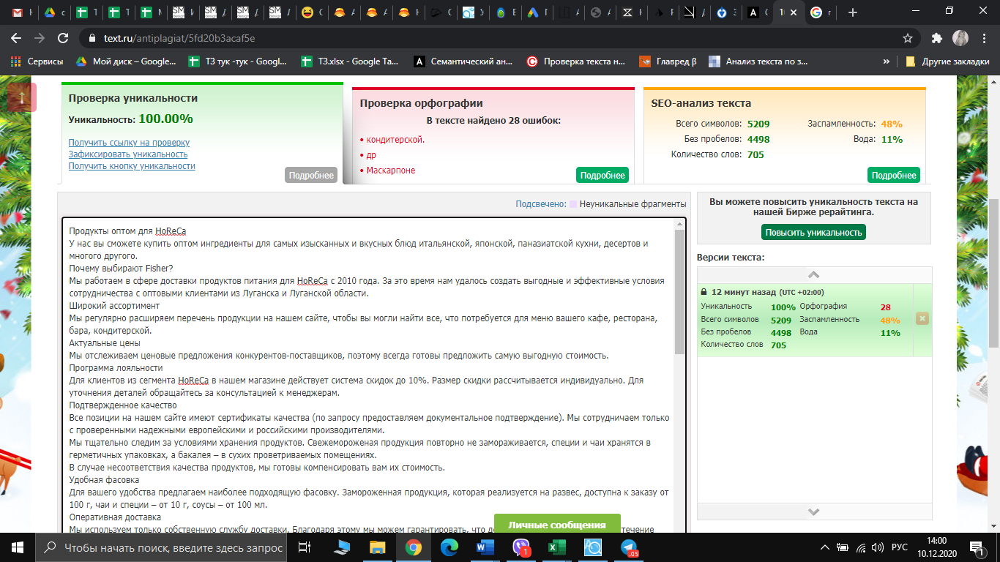 text.ru/antiplagiat/5fd20b3acaf5e
Сервисы Мой диск – Google... ТЗ тук -тук - Googl... ТЗ.xlsx - Google Та... Семантический ан... Проверка текста н... Главред β Анализ текста по з... » Другие закладки
Проверка уникальности
Уникальность: 100.00%
Получить ссылку на проверку
Зафиксировать уникальность
Получить кнопку уникальности
Подробнее
Проверка орфографии
В тексте найдено 28 ошибок:
• кондитерской.
• др
• Маскарпоне
Подробнее
SEO-анализ текста
Всего символов: 5209 Заспамленность: 48%
Без пробелов: 4498 Вода: 11%
Количество слов: 705
Подробнее
Подсвечено: Неуникальные фрагменты
Продукты оптом для HoReCa
У нас вы сможете купить оптом ингредиенты для самых изысканных и вкусных блюд итальянской, японской, паназиатской кухни, десертов и
многого другого.
Почему выбирают Fisher?
Мы работаем в сфере доставки продуктов питания для HoReCa с 2010 года. За это время нам удалось создать выгодные и эффективные условия
сотрудничества с оптовыми клиентами из Луганска и Луганской области.
Широкий ассортимент
Мы регулярно расширяем перечень продукции на нашем сайте, чтобы вы могли найти все, что потребуется для меню вашего кафе, ресторана,
бара, кондитерской.
Актуальные цены
Мы отслеживаем ценовые предложения конкурентов-поставщиков, поэтому всегда готовы предложить самую выгодную стоимость.
Программа лояльности
Для клиентов из сегмента HoReCa в нашем магазине действует система скидок до 10%. Размер скидки рассчитывается индивидуально. Для
уточнения деталей обращайтесь за консультацией к менеджерам.
Подтвержденное качество
Все позиции на нашем сайте имеют сертификаты качества (по запросу предоставляем документальное подтверждение). Мы сотрудничаем только
с проверенными надежными европейскими и российскими производителями.
Мы тщательно следим за условиями хранения продуктов. Свежемороженая продукция повторно не замораживается, специи и чаи хранятся в
герметичных упаковках, а бакалея – в сухих проветриваемых помещениях.
В случае несоответствия качества продуктов, мы готовы компенсировать вам их стоимость.
Удобная фасовка
Для вашего удобства предлагаем наиболее подходящую фасовку. Замороженная продукция, которая реализуется на развес, доступна к заказу от
100 г, чаи и специи – от 10 г, соусы – от 100 мл.
Оперативная доставка
Мы используем только собственную службу доставки. Благодаря этому мы можем гарантировать, что
Вы можете повысить уникальность текста на
нашей Бирже рерайтинга.
Повысить уникальность
Версии текста:
12 минут назад (UTC +02:00)
Уникальность 100% Орфография 28
Всего символов 5209 Заспамленность 48%
Без пробелов 4498 Вода 11%
Количество слов 705
Личные сообщения
Чтобы начать поиск, введите здесь запрос
1
.05
РУС
14:00
10.12.2020
1